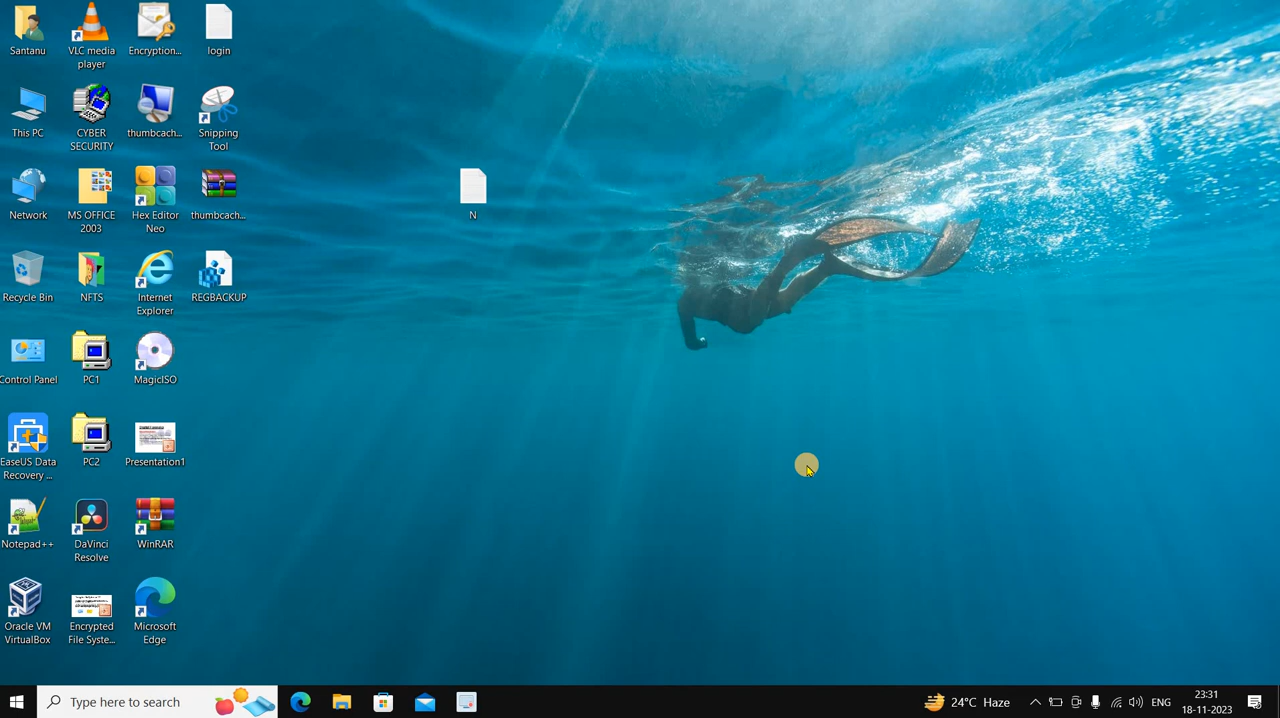 Santanu
VLC media
player
Encryption...
login
This PC
CYBER
SECURITY
thumbcach...
Snipping
Tool
Network
MS OFFICE
2003
Hex Editor
Neo
thumbcach...
N
Recycle Bin
NFTS
Internet
Explorer
REGBACKUP
Control Panel
PC1
MagicISO
EaseUS Data
Recovery ...
PC2
Presentation1
Notepad++
DaVinci
Resolve
WinRAR
Oracle VM
VirtualBox
Encrypted
File Syste...
Microsoft
Edge
Type here to search
24°C Haze
ENG
23:31
18-11-2023